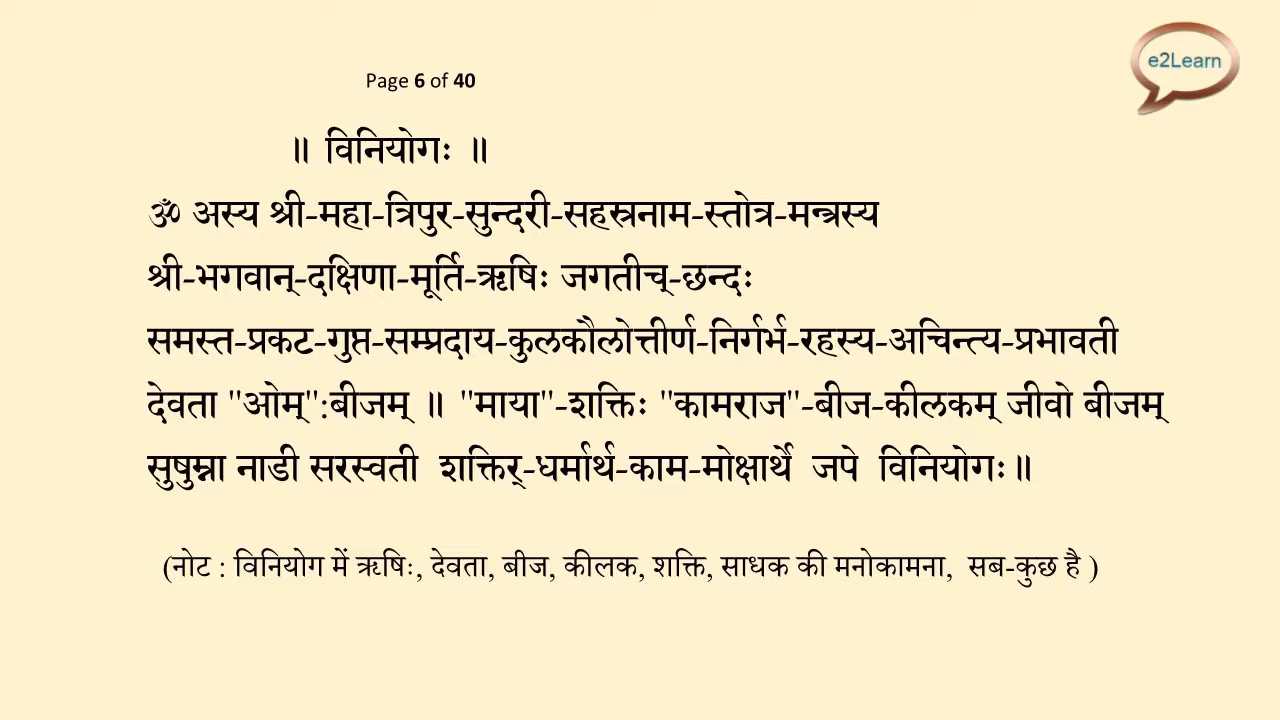 e2Learn
Page 6 of 40
॥ विनियोगः ॥
ॐ अस्य श्री-महा-त्रिपुर-सुन्दरी-सहस्रनाम-स्तोत्र-मन्त्रस्य
श्री-भगवान्-दक्षिणा-मूर्ति-ऋषिः जगतीच्-छन्दः
समस्त-प्रकट-गुप्त-सम्प्रदाय-कुलकौलोत्तीर्ण-निर्गर्भ-रहस्य-अचिन्त्य-प्रभावती
देवता "ओम्":बीजम् ॥ "माया"-शक्तिः "कामराज"-बीज-कीलकम् जीवो बीजम्
सुषुम्ना नाडी सरस्वती शक्तिर्-धर्मार्थ-काम-मोक्षार्थे जपे विनियोगः॥
(नोट : विनियोग में ऋषिः, देवता, बीज, कीलक, शक्ति, साधक की मनोकामना, सब-कुछ है )